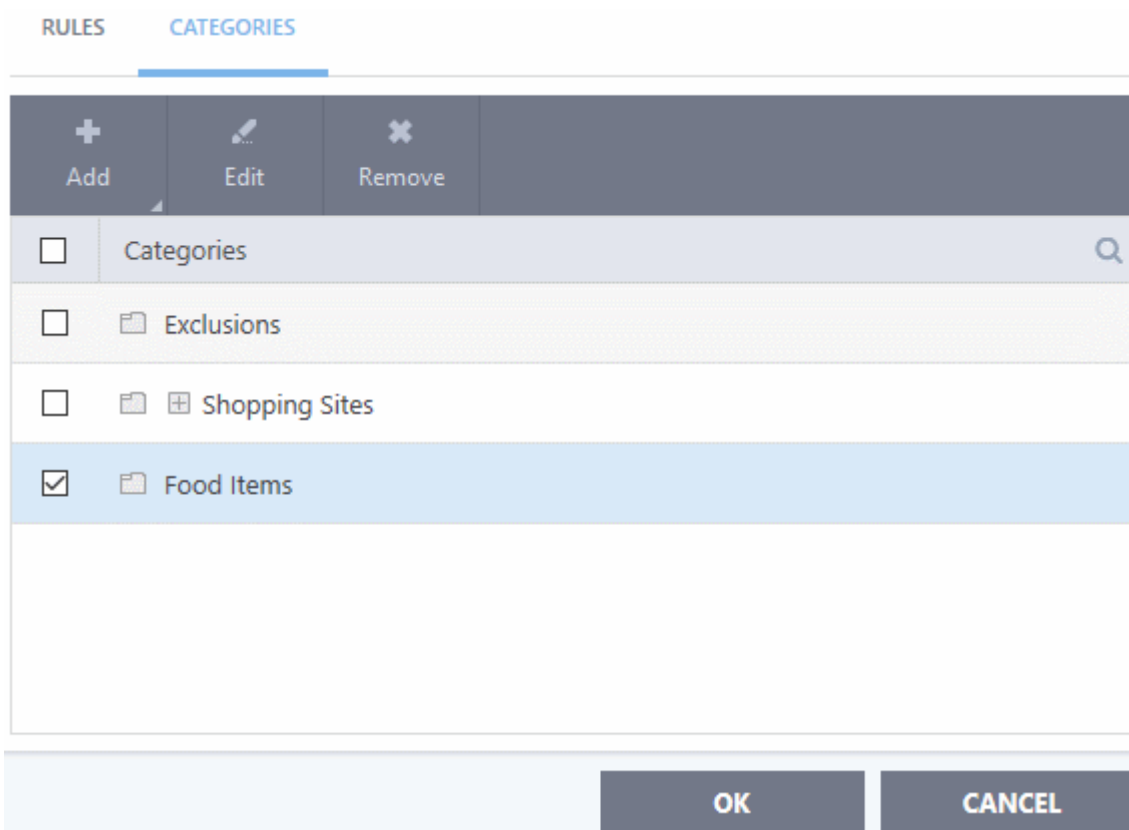 RULES CATEGORIES
Add Edit Remove
Categories
Exclusions
Shopping Sites
Food Items
OK CANCEL